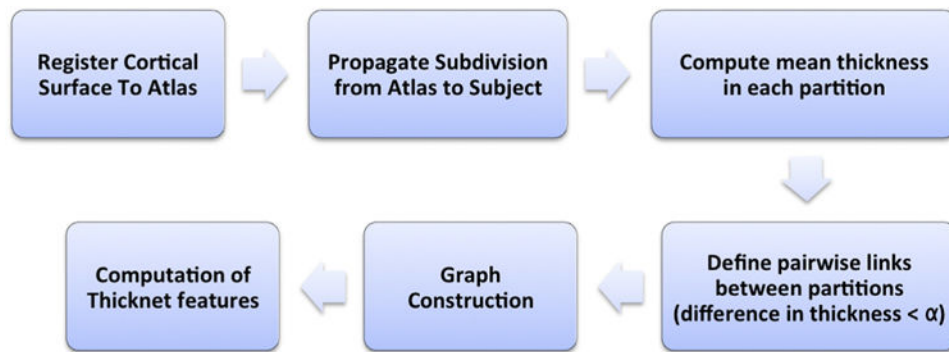 Register Cortical
Surface To Atlas
Propagate Subdivision
from Atlas to Subject
Compute mean thickness
in each partition
Define pairwise links
between partitions
(difference in thickness < α)
Graph
Construction
Computation of
Thicknet features